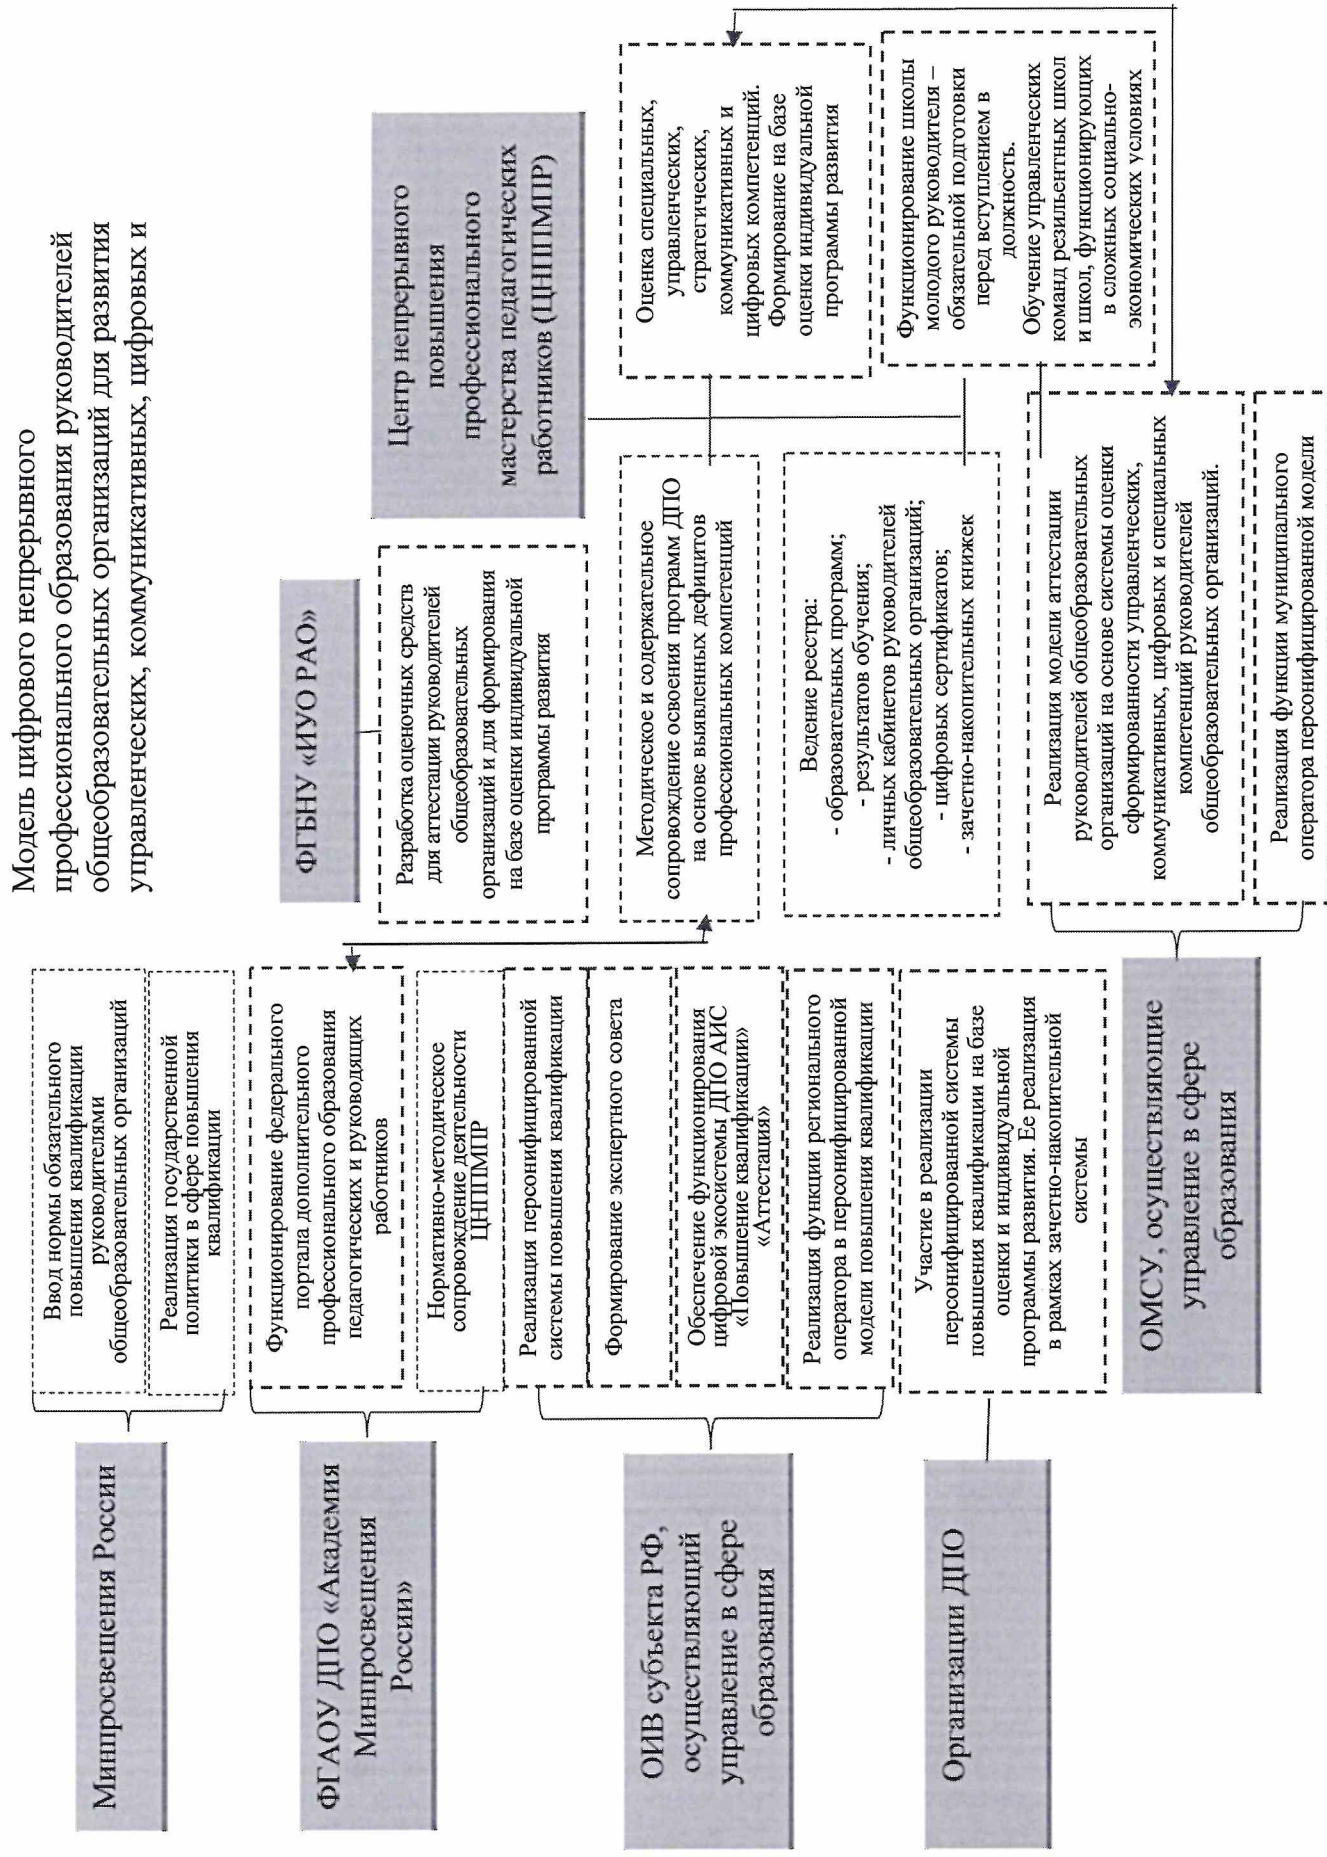 Модель цифрового непрерывного
профессионального образования руководителей
общеобразовательных организаций для развития
управленческих, коммуникативных, цифровых и
Минпросвещения России
Ввод нормы обязательного
повышения квалификации
руководителями
общеобразовательных организаций
Реализация государственной
политики в сфере повышения
квалификации
ФГАОУ ДПО «Академия
Минпросвещения
России»
Функционирование федерального
портала дополнительного
профессионального образования
педагогических и руководящих
работников
Нормативно-методическое
сопровождение деятельности
ЦНППМПР
ОИВ субъекта РФ,
осуществляющий
управление в сфере
образования
Реализация персонифицированной
системы повышения квалификации
Формирование экспертного совета
Обеспечение функционирования
цифровой экосистемы ДПО АИС
«Повышение квалификации»
«Аттестация»
Реализация функции регионального
оператора в персонифицированной
модели повышения квалификации
Организации ДПО
Участие в реализации
персонифицированной системы
повышения квалификации на базе
оценки и индивидуальной
программы развития. Ее реализация
в рамках зачетно-накопительной
системы
ФГБНУ «ИУО РАО»
Разработка оценочных средств
для аттестации руководителей
общеобразовательных
организаций и для формирования
на базе оценки индивидуальной
программы развития
Центр непрерывного
повышения
профессионального
мастерства педагогических
работников (ЦНППМПР)
Методическое и содержательное
сопровождение освоения программ ДПО
на основе выявленных дефицитов
профессиональных компетенций
Оценка специальных,
управленческих,
стратегических,
коммуникативных и
цифровых компетенций.
Формирование на базе
оценки индивидуальной
программы развития
Ведение реестра:
- образовательных программ;
- результатов обучения;
- личных кабинетов руководителей
общеобразовательных организаций;
- цифровых сертификатов;
- зачетно-накопительных книжек
Функционирование школы
молодого руководителя –
обязательной подготовки
перед вступлением в
должность.
Обучение управленческих
команд резильентных школ
и школ, функционирующих
в сложных социально-
экономических условиях
ОМСУ, осуществляющие
управление в сфере
образования
Реализация модели аттестации
руководителей общеобразовательных
организаций на основе системы оценки
сформированности управленческих,
коммуникативных, цифровых и специальных
компетенций руководителей
общеобразовательных организаций.
Реализация функции муниципального
оператора персонифицированной модели